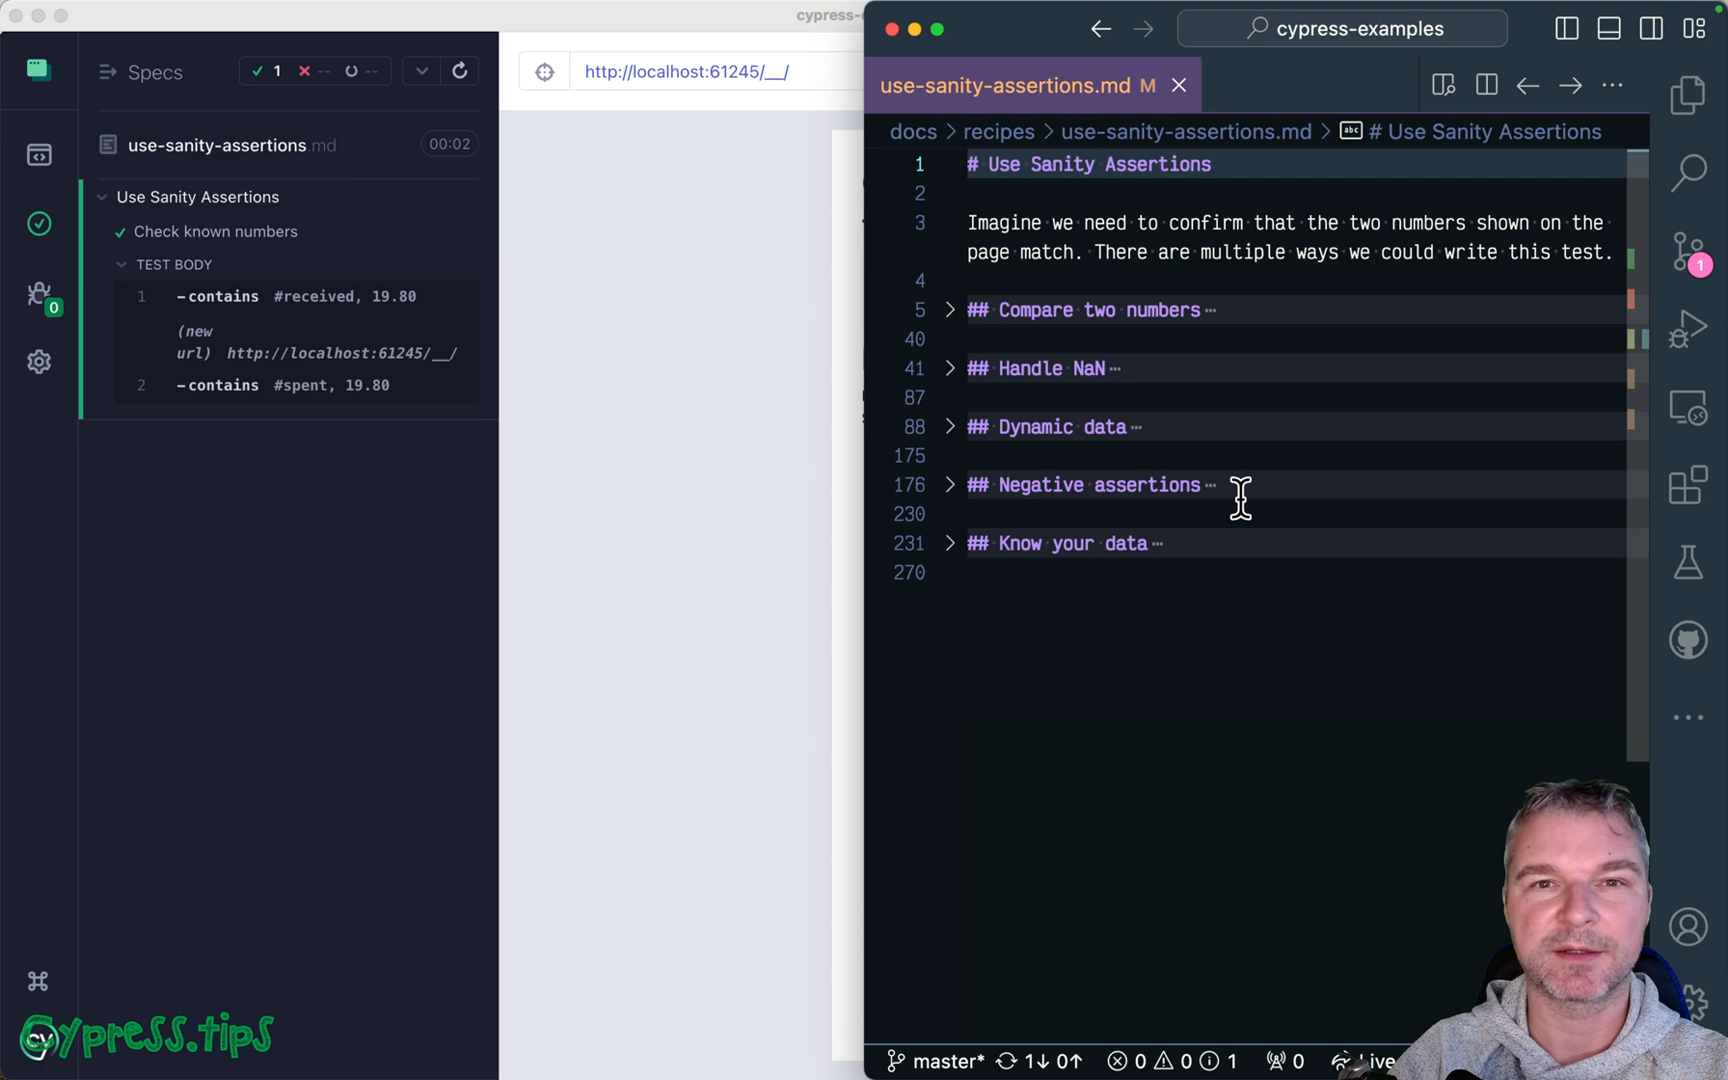 cypress-
Specs
1 -- --
use-sanity-assertions.md 00:02
Use Sanity Assertions
Check known numbers
TEST BODY
1 -contains #received, 19.80
(new
url) http://localhost:61245/__/
2 -contains #spent, 19.80
0
http://localhost:61245/__/
cypress-examples
use-sanity-assertions.md M
docs > recipes > use-sanity-assertions.md > # Use Sanity Assertions
1 # Use Sanity Assertions
2
3 Imagine we need to confirm that the two numbers shown on the
page match. There are multiple ways we could write this test.
4
5 ## Compare two numbers
40
41 ## Handle NaN
87
88 ## Dynamic data
175
176 ## Negative assertions
230
231 ## Know your data
270
1
master* 1↓ 0↑ 0 0 1 0 Live
Cypress.tips